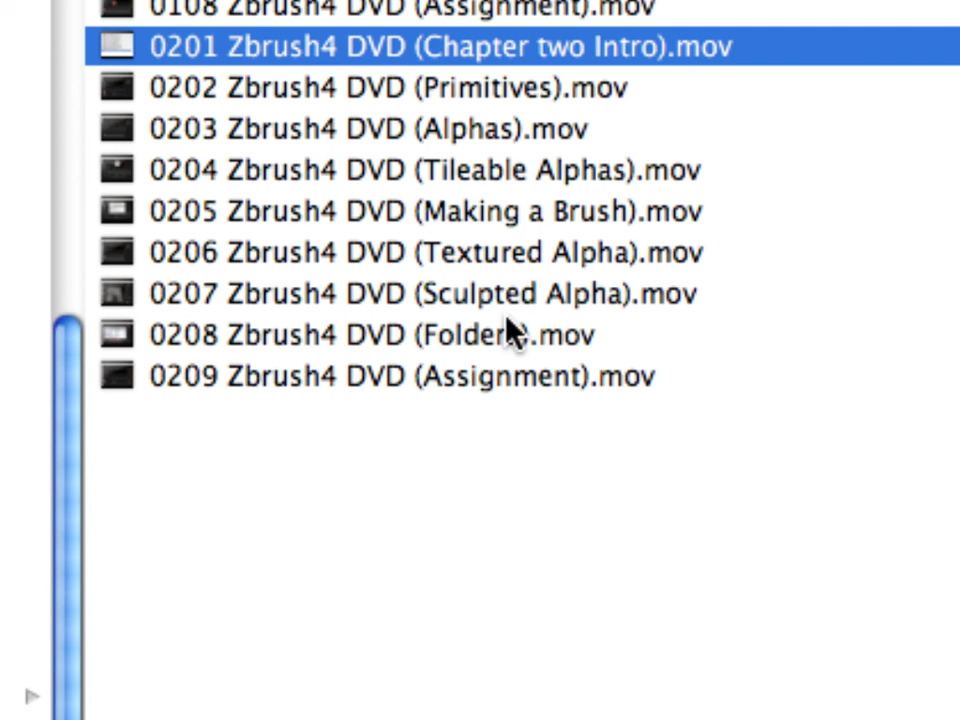 0108 Zbrush4 DVD (Assignment).mov
0201 Zbrush4 DVD (Chapter two Intro).mov
0202 Zbrush4 DVD (Primitives).mov
0203 Zbrush4 DVD (Alphas).mov
0204 Zbrush4 DVD (Tileable Alphas).mov
0205 Zbrush4 DVD (Making a Brush).mov
0206 Zbrush4 DVD (Textured Alpha).mov
0207 Zbrush4 DVD (Sculpted Alpha).mov
0208 Zbrush4 DVD (Folders).mov
0209 Zbrush4 DVD (Assignment).mov